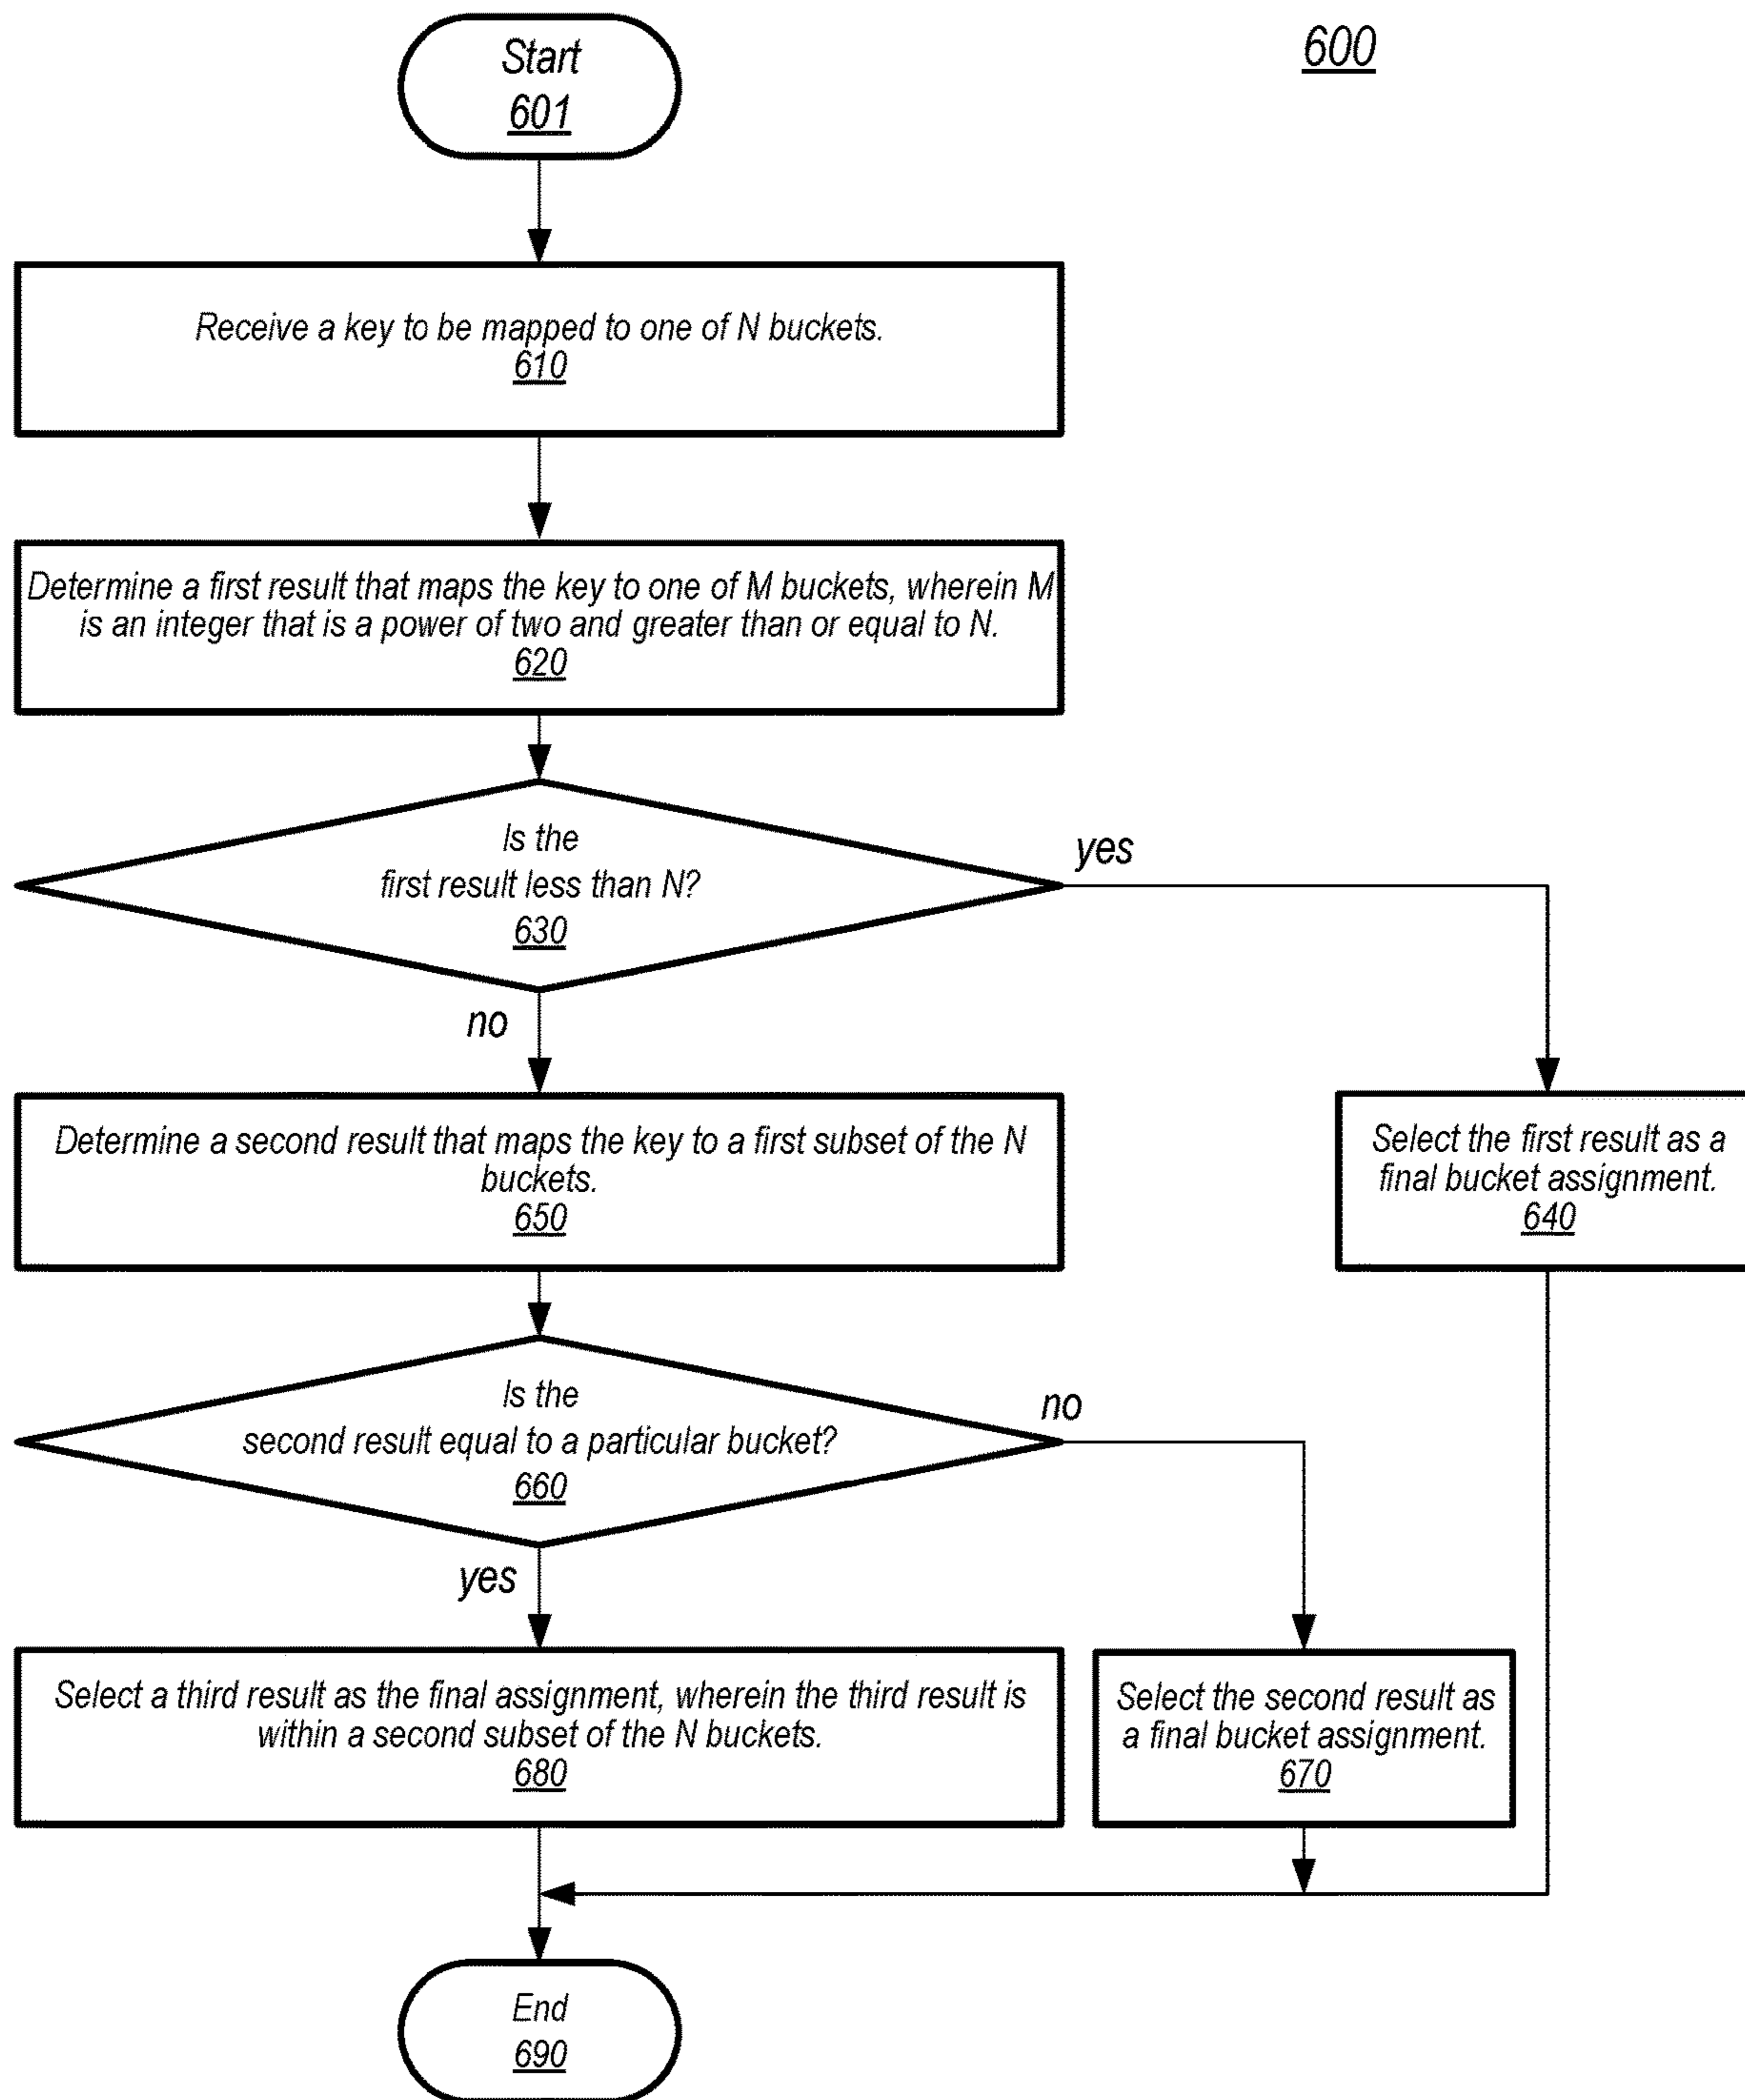 600
Start
601
Receive a key to be mapped to one of N buckets.
610
Determine a first result that maps the key to one of M buckets, wherein M
is an integer that is a power of two and greater than or equal to N.
620
Is the
first result less than N?
630
yes
no
Determine a second result that maps the key to a first subset of the N
buckets.
650
Select the first result as a
final bucket assignment.
640
Is the
second result equal to a particular bucket?
660
no
yes
Select a third result as the final assignment, wherein the third result is
within a second subset of the N buckets.
680
Select the second result as
a final bucket assignment.
670
End
690